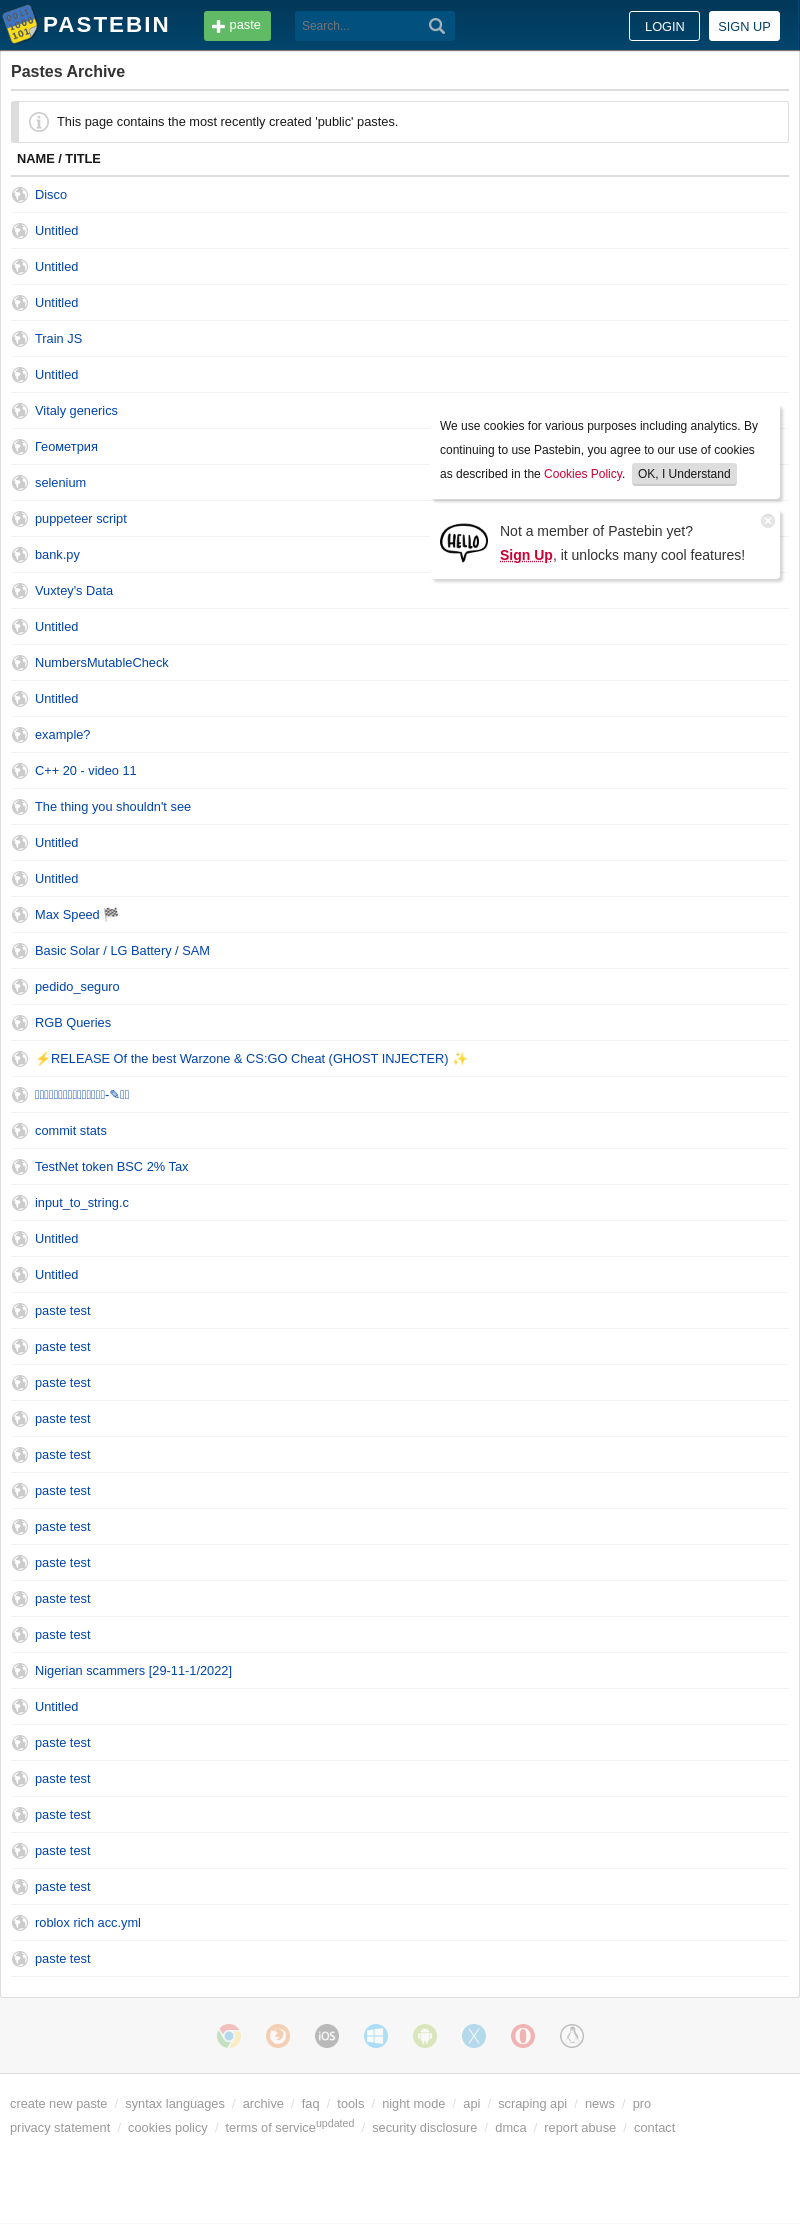 PASTEBIN
paste
Search...
LOGIN
SIGN UP
Pastes Archive
This page contains the most recently created 'public' pastes.
NAME / TITLE
Disco
Untitled
Untitled
Untitled
Train JS
Untitled
Vitaly generics
Геометрия
selenium
puppeteer script
bank.py
Vuxtey's Data
We use cookies for various purposes including analytics. By
continuing to use Pastebin, you agree to our use of cookies
as described in the Cookies Policy. OK, I Understand
HELLO
Not a member of Pastebin yet?
Sign Up, it unlocks many cool features!
Untitled
NumbersMutableCheck
Untitled
example?
C++ 20 - video 11
The thing you shouldn't see
Untitled
Untitled
Max Speed 🏁
Basic Solar / LG Battery / SAM
pedido_seguro
RGB Queries
⚡RELEASE Of the best Warzone & CS:GO Cheat (GHOST INJECTER) ✨
commit stats
TestNet token BSC 2% Tax
input_to_string.c
Untitled
Untitled
paste test
paste test
paste test
paste test
paste test
paste test
paste test
paste test
paste test
paste test
Nigerian scammers [29-11-1/2022]
Untitled
paste test
paste test
paste test
paste test
paste test
roblox rich acc.yml
paste test
iOS
create new paste / syntax languages / archive / faq / tools / night mode / api / scraping api / news / pro
privacy statement / cookies policy / terms of serviceupdated / security disclosure / dmca / report abuse / contact